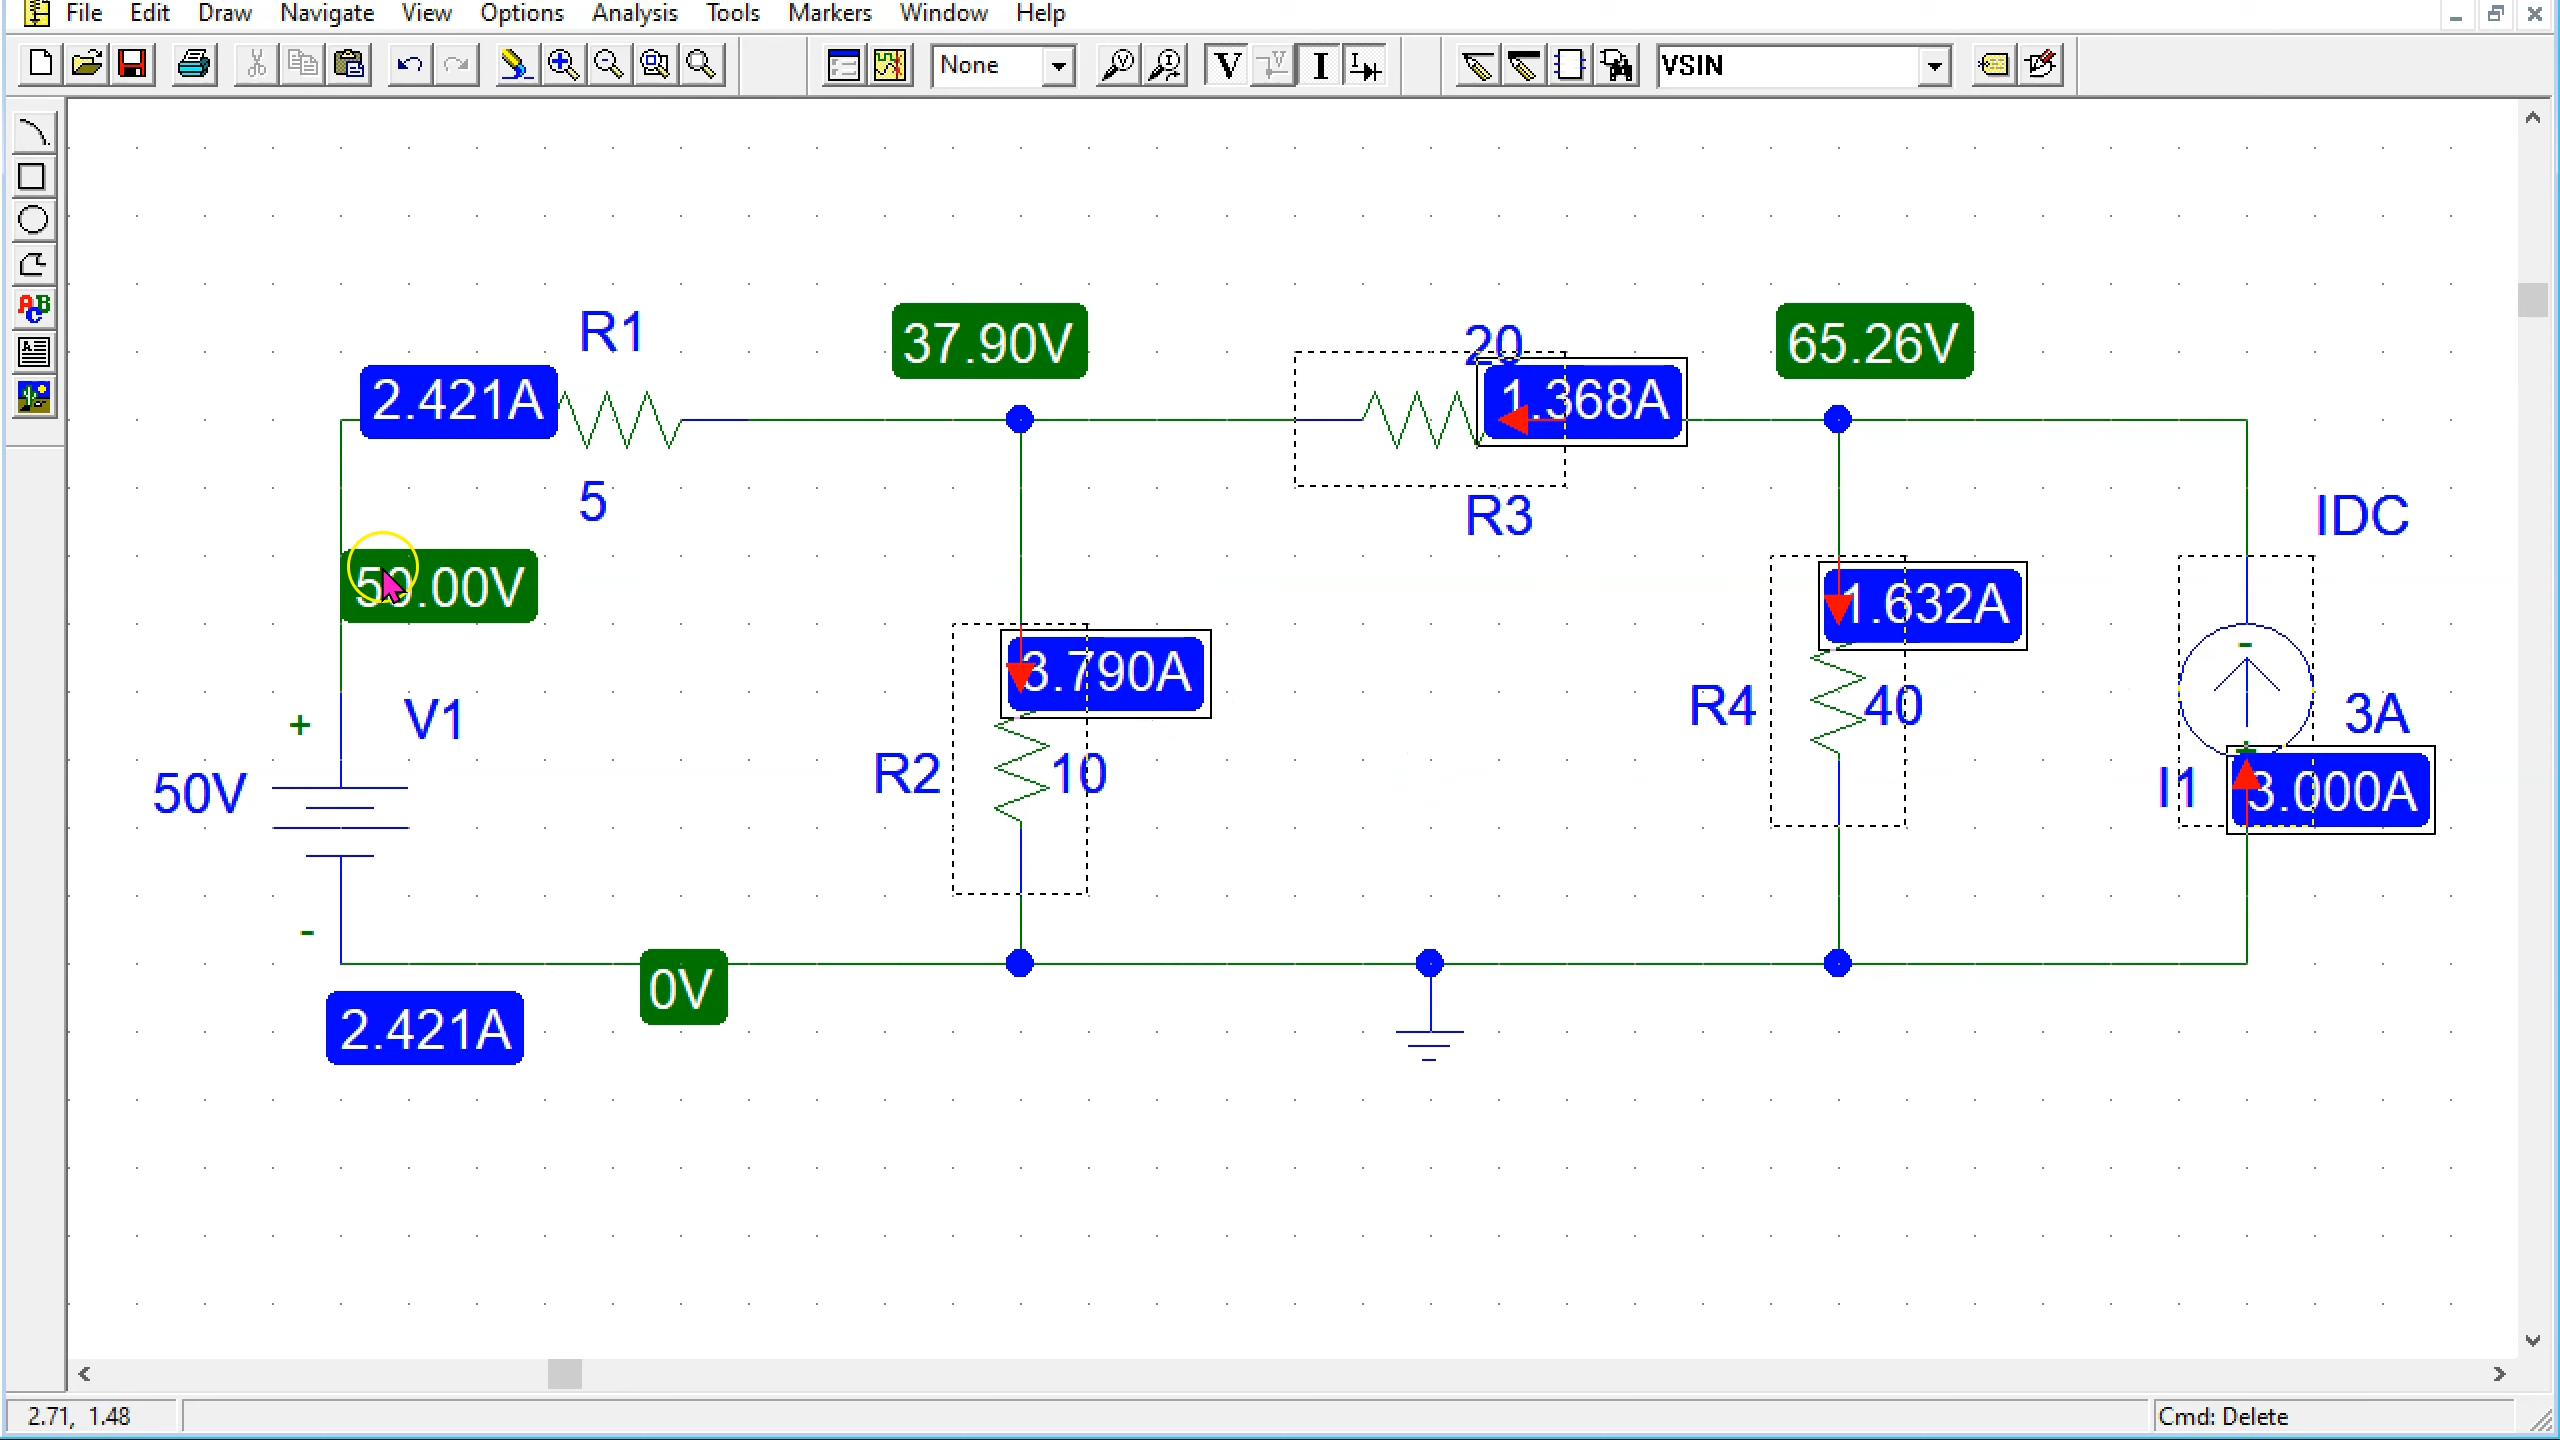 File Edit Draw Navigate View Options Analysis Tools Markers Window Help
None V I VSIN
R1
37.90V
20
65.26V
2.421A
1.368A
5
R3
IDC
50.00V
1.632A
3.790A
V1
R4
40
3A
50V
R2
10
I1
3.000A
+
-
-
+
0V
2.421A
2.71, 1.48
Cmd: Delete